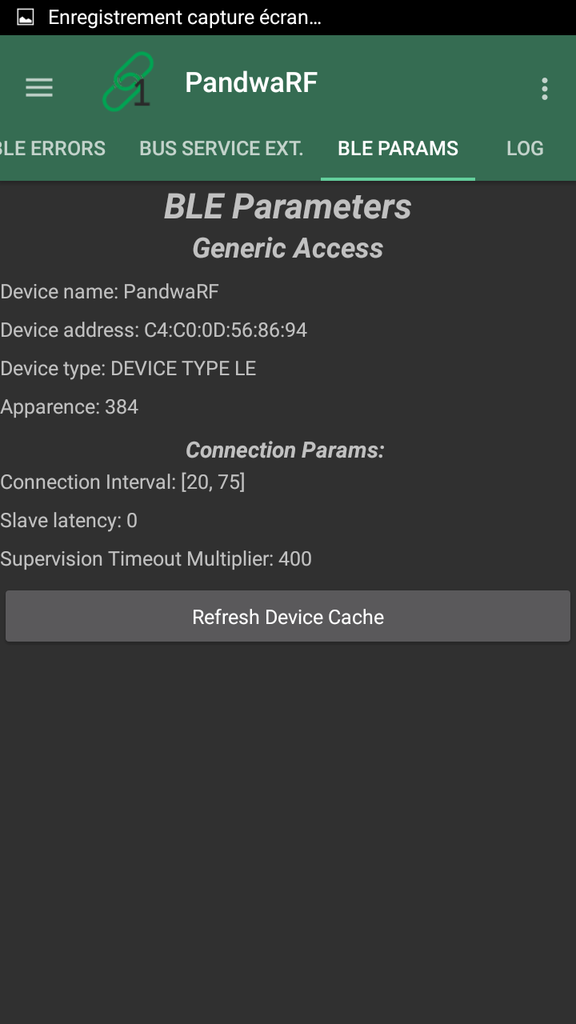 Enregistrement capture écran…
1
PandwaRF
BLE ERRORS BUS SERVICE EXT. BLE PARAMS LOG
BLE Parameters
Generic Access
Device name: PandwaRF
Device address: C4:C0:0D:56:86:94
Device type: DEVICE TYPE LE
Apparence: 384
Connection Params:
Connection Interval: [20, 75]
Slave latency: 0
Supervision Timeout Multiplier: 400
Refresh Device Cache